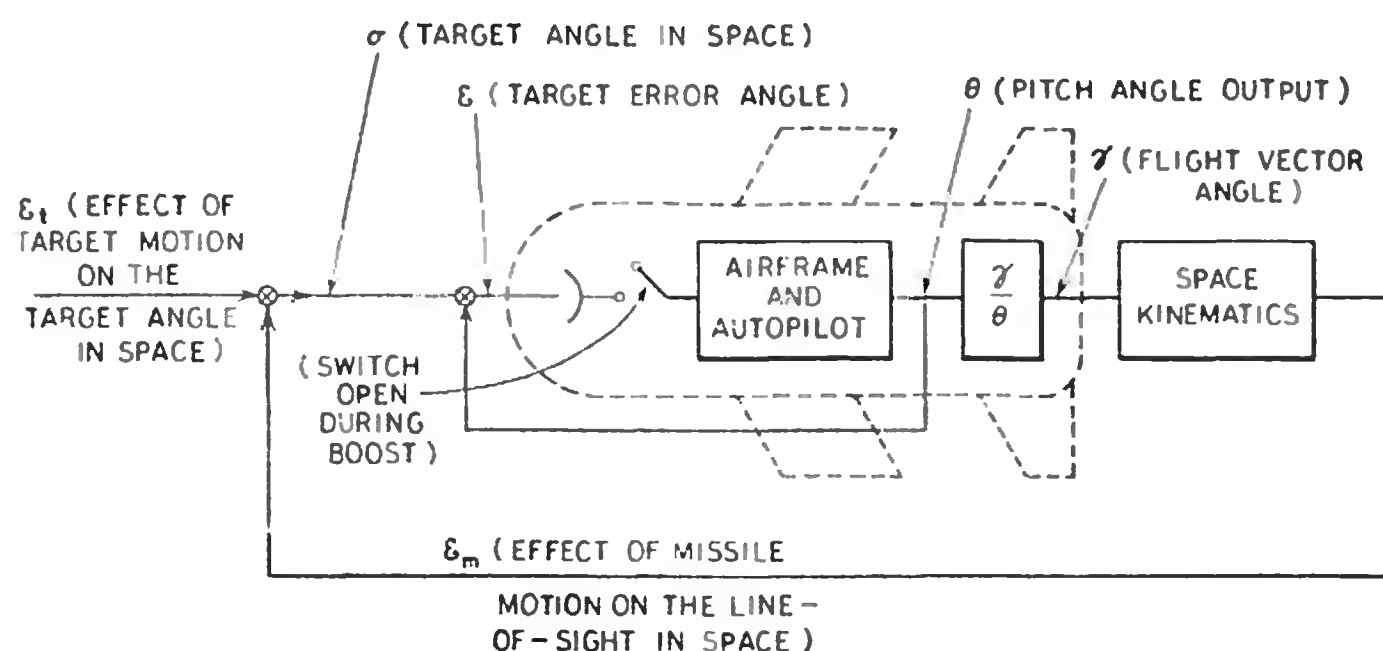 σ (TARGET ANGLE IN SPACE)
ε (TARGET ERROR ANGLE)
θ (PITCH ANGLE OUTPUT)
γ (FLIGHT VECTOR
ANGLE)
εt (EFFECT OF
TARGET MOTION
ON THE
TARGET ANGLE
IN SPACE)
(SWITCH
OPEN
DURING
BOOST)
AIRFRAME
AND
AUTOPILOT
γ
θ
SPACE
KINEMATICS
εm (EFFECT OF MISSILE
MOTION ON THE LINE-
OF-SIGHT IN SPACE)